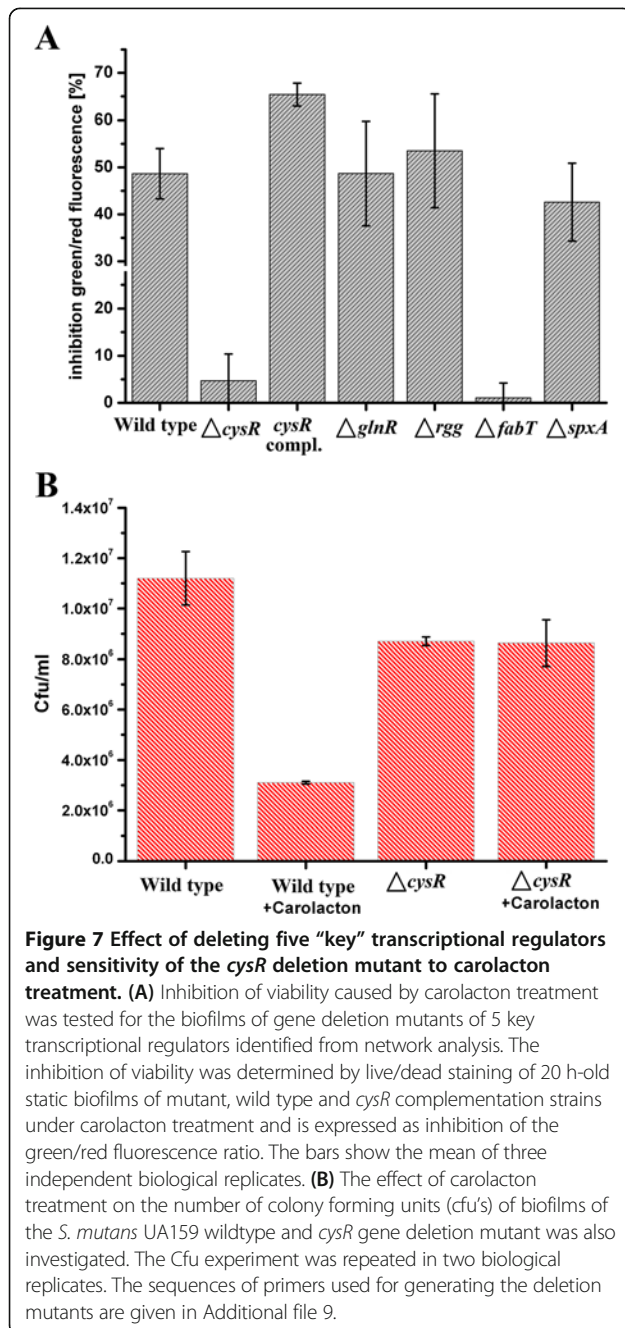 A
inhibition green/red fluorescence [%]
70
60
50
40
30
20
10
0
Wild type
△cysR
cysR
compl.
△glnR
△rgg
△fabT
△spxA
B
Cfu/ml
1.4x10⁷
1.2x10⁷
1.0x10⁷
8.0x10⁶
6.0x10⁶
4.0x10⁶
2.0x10⁶
0.0
Wild type
Wild type
+Carolacton
△cysR
△cysR
+Carolacton
Figure 7 Effect of deleting five “key” transcriptional regulators
and sensitivity of the cysR deletion mutant to carolacton
treatment. (A) Inhibition of viability caused by carolacton treatment
was tested for the biofilms of gene deletion mutants of 5 key
transcriptional regulators identified from network analysis. The
inhibition of viability was determined by live/dead staining of 20 h-old
static biofilms of mutant, wild type and cysR complementation strains
under carolacton treatment and is expressed as inhibition of the
green/red fluorescence ratio. The bars show the mean of three
independent biological replicates. (B) The effect of carolacton
treatment on the number of colony forming units (cfu's) of biofilms of
the S. mutans UA159 wildtype and cysR gene deletion mutant was also
investigated. The Cfu experiment was repeated in two biological
replicates. The sequences of primers used for generating the deletion
mutants are given in Additional file 9.